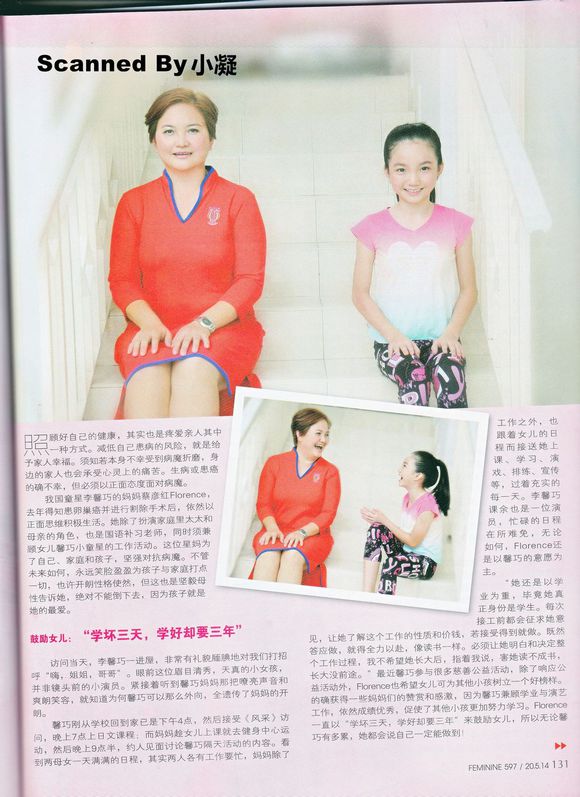 Scanned By 小凝
照顾好自己的健康，其实也是疼爱亲人其中
一种方式。减低自己患病的风险，就是给
予家人幸福。须知若本身不幸受到病魔折磨，身
边的家人也会承受心灵上的痛苦。生病或患癌
的确不幸，但必须以正面态度面对病魔。
我国童星李馨巧的妈妈蔡彦红Florence，
去年得知患卵巢癌并进行割除手术后，依然以
正面思维积极生活。她除了扮演家庭里太太和
母亲的角色，也是国语补习老师，同时须兼
顾女儿馨巧小童星的工作活动。这位星妈为
了自己、家庭和孩子，坚强对抗病魔。不管
未来如何，永远笑脸盈盈为孩子与家庭打点
一切，也许开朗性格使然，但这也是坚毅母
性告诉她，绝对不能倒下去，因为孩子就是
她的最爱。
鼓励女儿：“学坏三天，学好却要三年”
访问当天，李馨巧一进屋，非常有礼貌腼腆地对我们打招
呼“嗨，姐姐，哥哥”。眼前这位眉目清秀，天真的小女孩，
并非镜头前的小演员。紧接着听到馨巧妈妈那把嘹亮声音和
爽朗笑容，就知道为何馨巧可以那么外向，全遗传了妈妈的开
朗。
馨巧刚从学校回到家已是下午4点，然后接受《风采》访
问，晚上7点上日文课程；而妈妈趁女儿上课就去健身中心运
动，然后晚上9点半，约人见面讨论馨巧隔天活动的内容。看
到两母女一天满满的日程，其实两人各有工作要忙，妈妈除了
工作之外，也
跟着女儿的日
程而接送她上
课、学习、演
戏、排练、宣传
等，过着充实的
每一天。李馨巧
课余也是一位演
员，忙碌的日程
在所难免，无论
如何，Florence还
是以馨巧的意愿为
主。
“她还是以学
业为重，毕竟她真
正身份是学生。每次
接工前都会征求她意
见，让她了解这个工作的性质和价钱，若接受得到就做。既然
答应做，就得全力以赴，像读书一样。必须让她明白和决定整
个工作过程，我不希望她长大后，指着我说，害她读不成书，
长大没前途。”最近馨巧参与很多慈善公益活动，除了响应公
益活动外，Florence也希望女儿可为其他小孩树立一个好榜样。
的确获得一些妈妈们的赞赏和感激，因为馨巧兼顾学业与演艺
工作，依然成绩优秀，促使了其他小孩更加努力学习。Florence
一直以“学坏三天，学好却要三年”来鼓励女儿，所以无论馨
巧有多累，她都会说自己一定能做到！
FEMININE 597 / 20.5.14 131